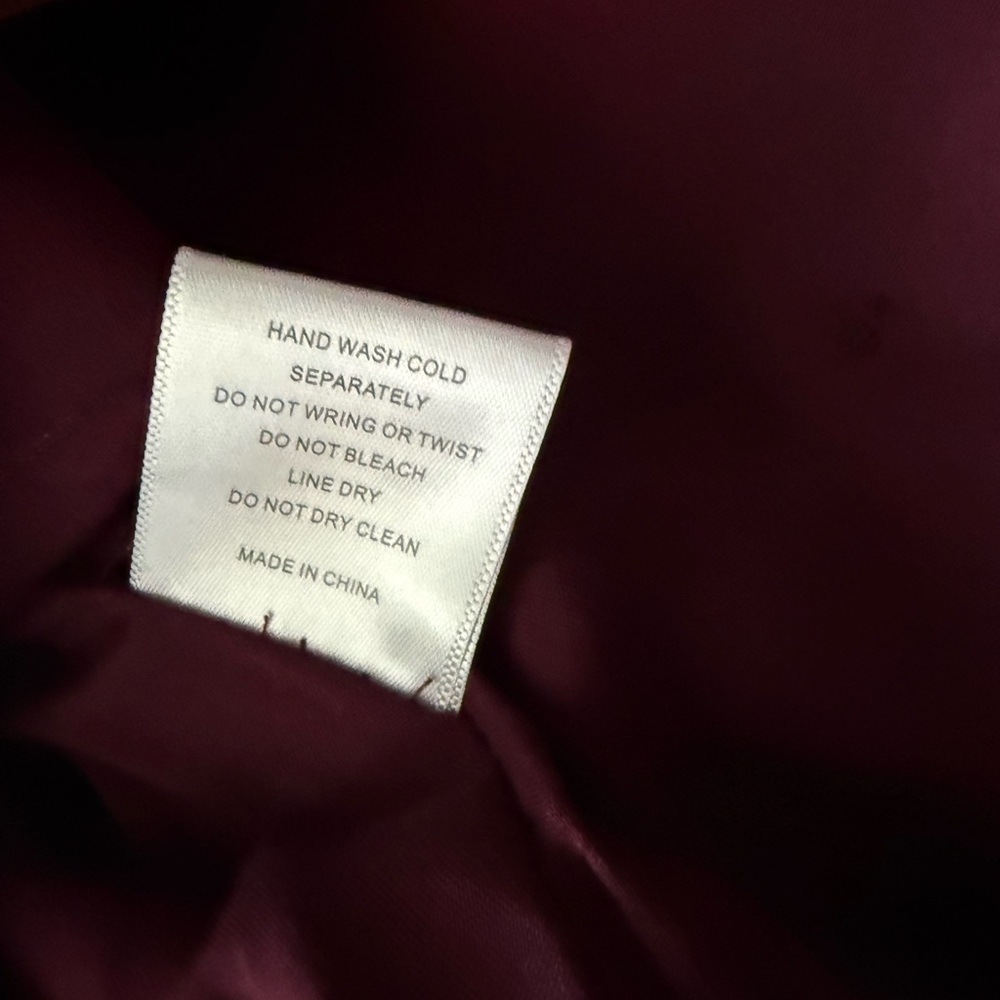 HAND WASH COLD
SEPARATELY
DO NOT WRING OR TWIST
DO NOT BLEACH
LINE DRY
DO NOT DRY CLEAN
MADE IN CHINA